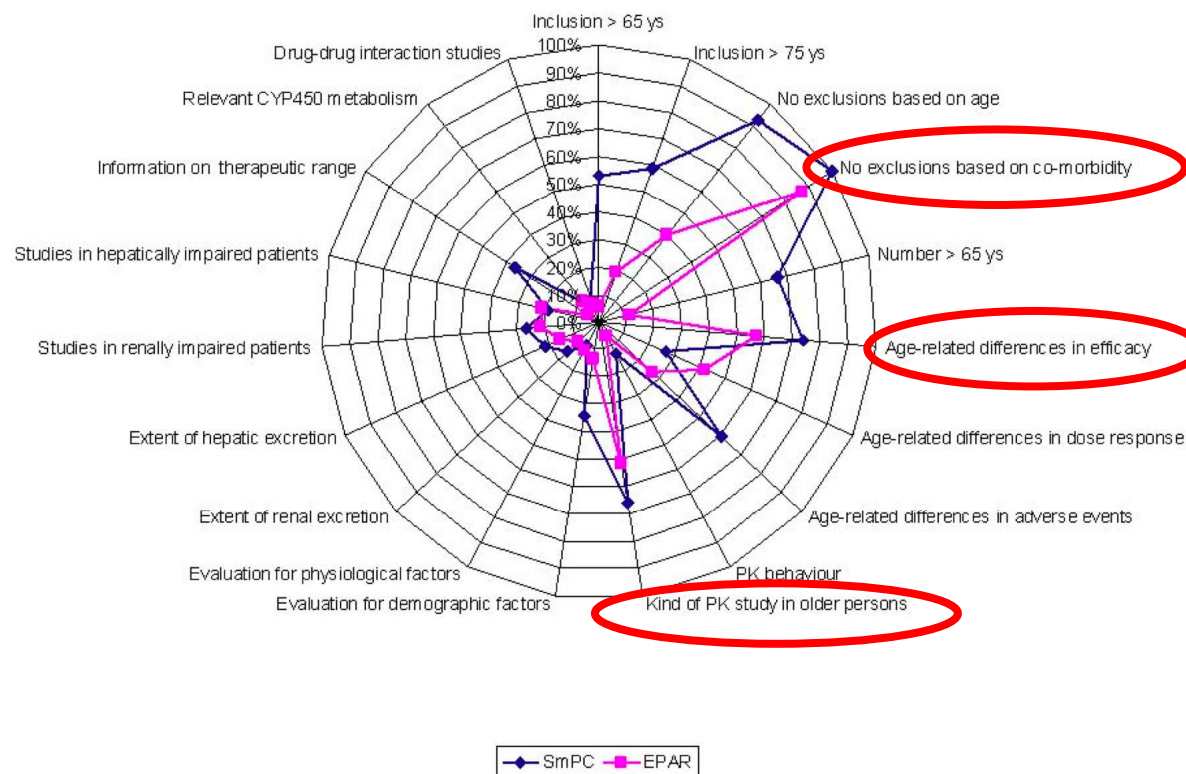 Inclusion > 65 ys
Drug-drug interaction studies
Inclusion > 75 ys
Relevant CYP450 metabolism
No exclusions based on age
Information on therapeutic range
No exclusions based on co-morbidity
Studies in hepatically impaired patients
Number > 65 ys
Studies in renally impaired patients
Age-related differences in efficacy
Extent of hepatic excretion
Age-related differences in dose response
Extent of renal excretion
Age-related differences in adverse events
Evaluation for physiological factors
PK behaviour
Evaluation for demographic factors
Kind of PK study in older persons
100%
90%
80%
70%
60%
50%
40%
30%
20%
10%
0%
SmPC
EPAR